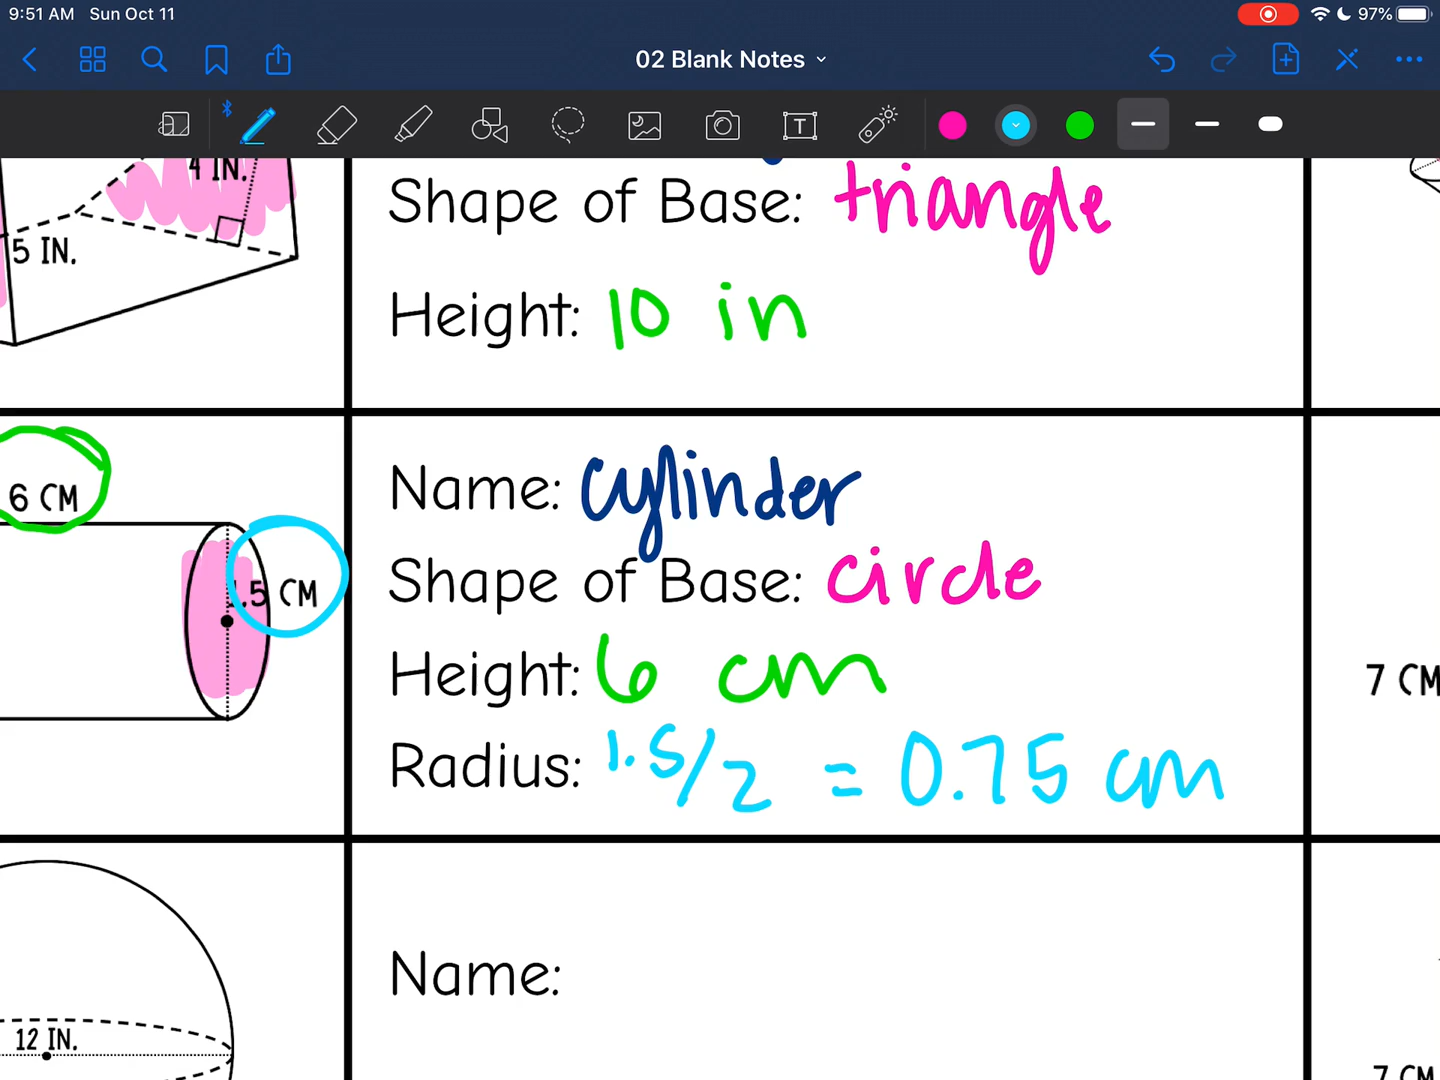 9:51 AM Sun Oct 11
97%
02 Blank Notes
T
4 IN.
5 IN.
Shape of Base: triangle
Height: 10 in
6 CM
.5 CM
Name: cylinder
Shape of Base: circle
Height: 6 cm
Radius: 1.5/2 = 0.75 cm
7 CM
12 IN.
Name:
7 CM